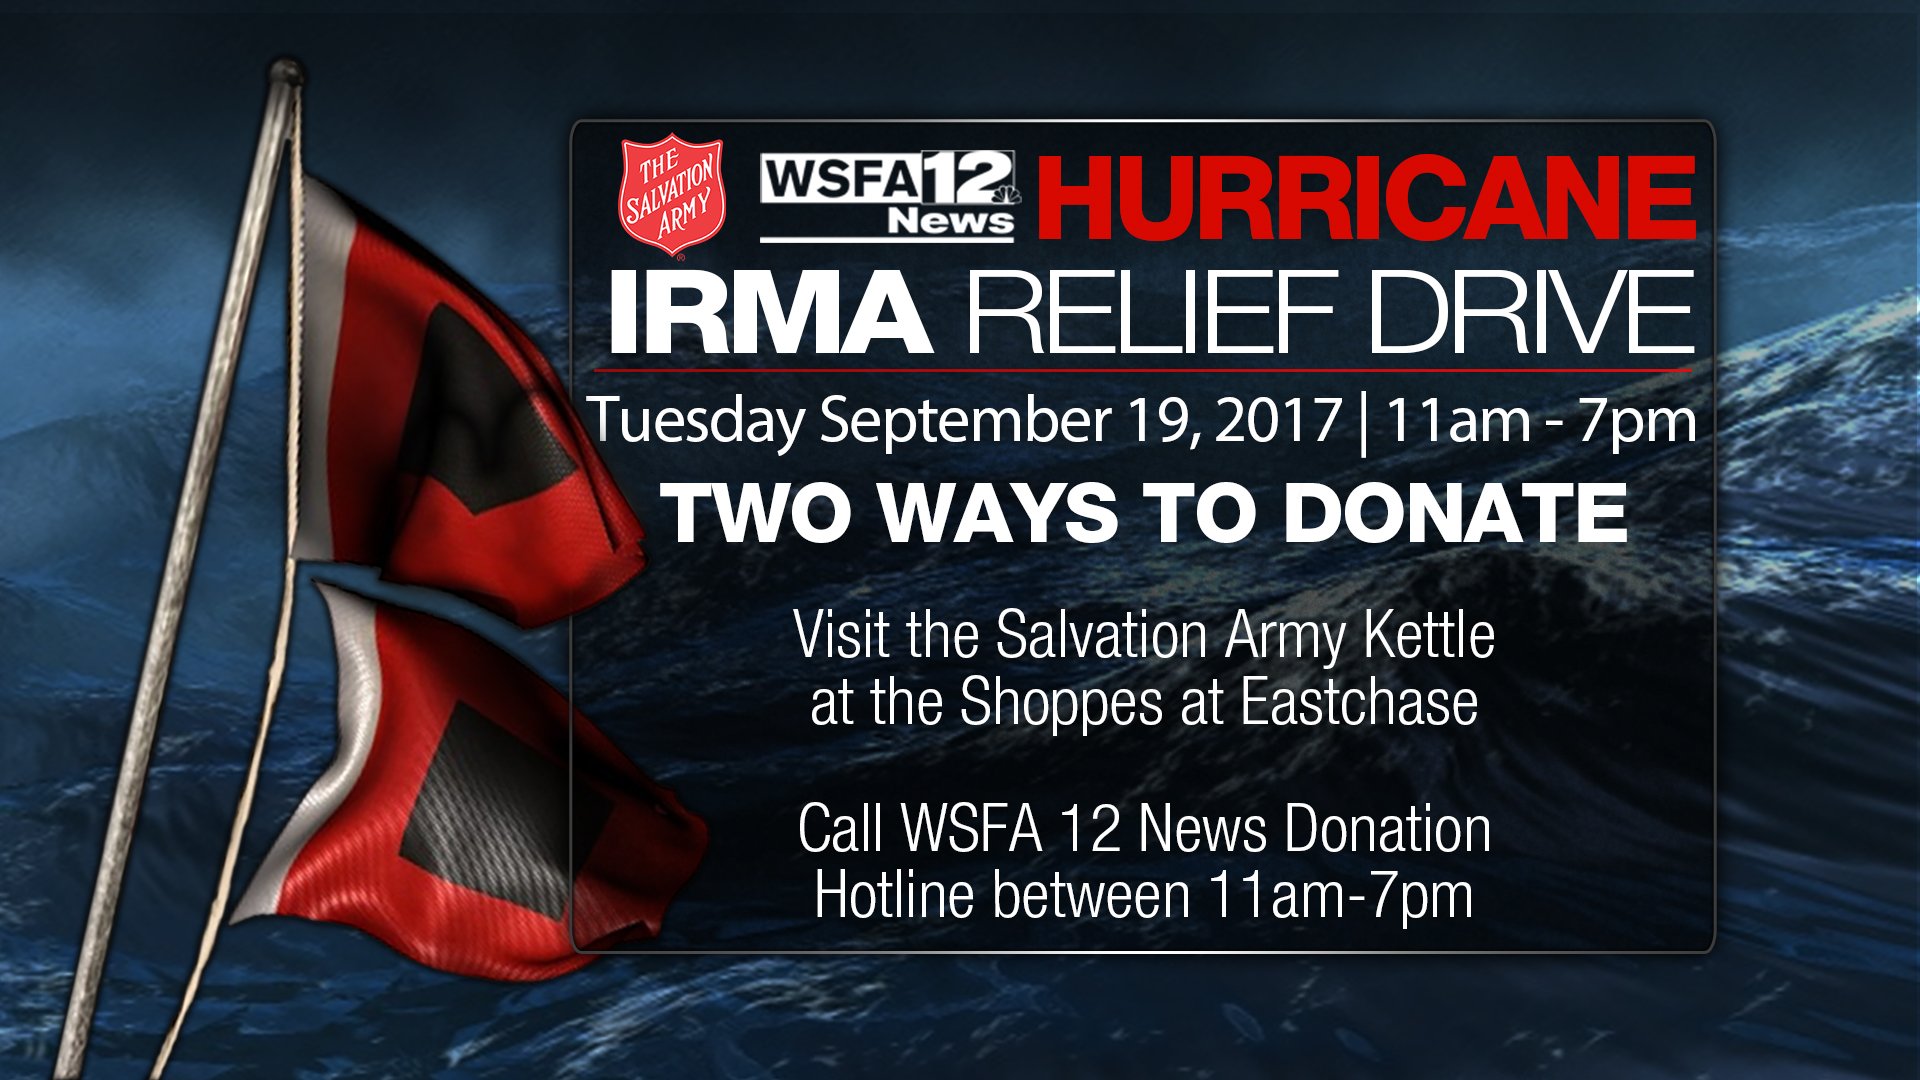 THE
SALVATION
ARMY
®
WSFA 12
News
HURRICANE
IRMA RELIEF DRIVE
Tuesday September 19, 2017 | 11am - 7pm
TWO WAYS TO DONATE
Visit the Salvation Army Kettle
at the Shoppes at Eastchase
Call WSFA 12 News Donation
Hotline between 11am-7pm